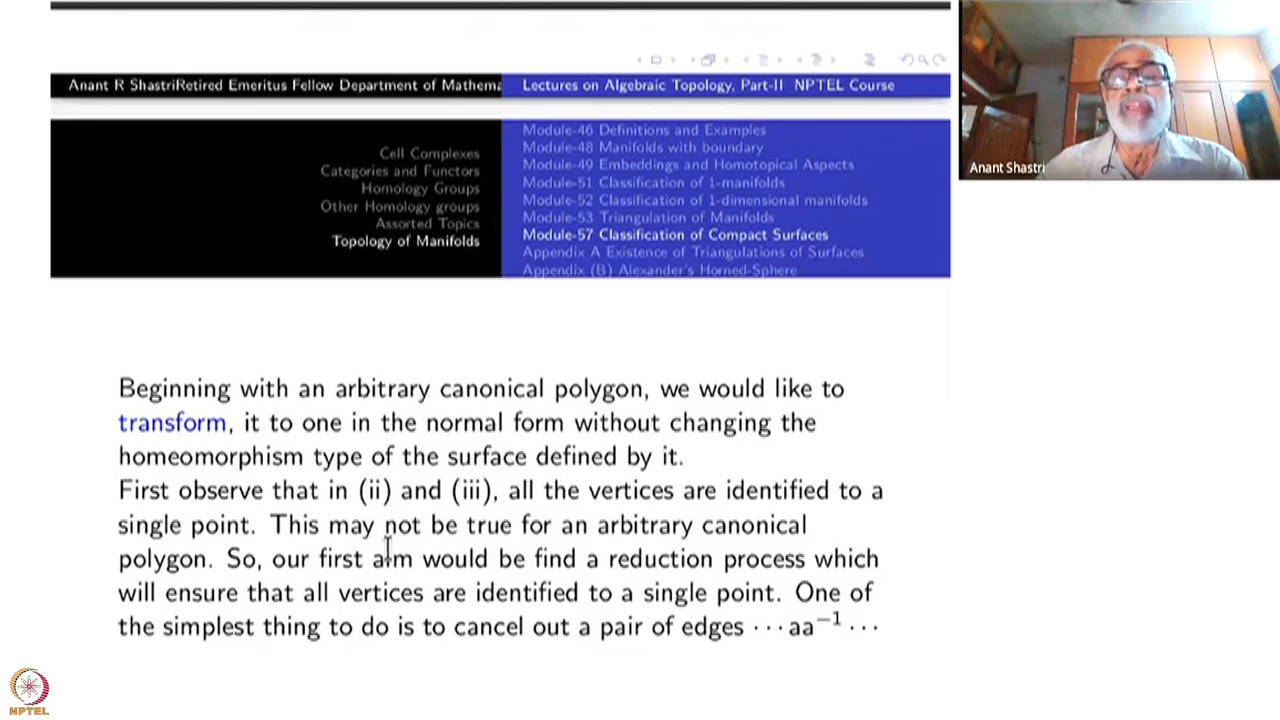 Anant R ShastriRetired Emeritus Fellow Department of Mathema
Lectures on Algebraic Topology, Part-II NPTEL Course
Cell Complexes
Categories and Functors
Homology Groups
Other Homology groups
Assorted Topics
Topology of Manifolds
Module-46 Definitions and Examples
Module-48 Manifolds with boundary
Module-49 Embeddings and Homotopical Aspects
Module-51 Classification of 1-manifolds
Module-52 Classification of 1-dimensional manifolds
Module-53 Triangulation of Manifolds
Module-57 Classification of Compact Surfaces
Appendix A Existence of Triangulations of Surfaces
Appendix (B) Alexander's Horned-Sphere
Anant Shastri
Beginning with an arbitrary canonical polygon, we would like to
transform, it to one in the normal form without changing the
homeomorphism type of the surface defined by it.
First observe that in (ii) and (iii), all the vertices are identified to a
single point. This may not be true for an arbitrary canonical
polygon. So, our first aim would be find a reduction process which
will ensure that all vertices are identified to a single point. One of
the simplest thing to do is to cancel out a pair of edges ⋯aa⁻¹⋯
NPTEL